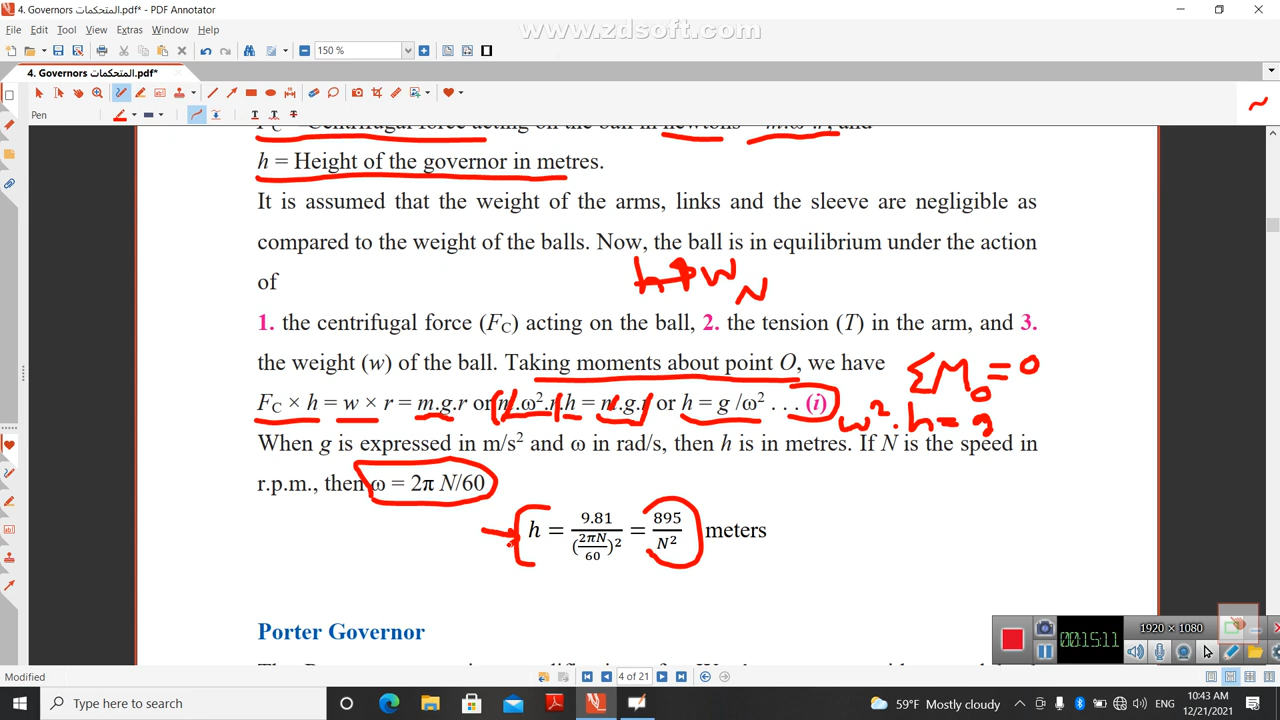 4. Governors المتحكمات.pdf* - PDF Annotator
www.zdsoft.com
File Edit Tool View Extras Window Help
150 %
4. Governors المتحكمات.pdf*
Pen
h = Height of the governor in metres.
It is assumed that the weight of the arms, links and the sleeve are negligible as
compared to the weight of the balls. Now, the ball is in equilibrium under the action
of
h → W
N
1. the centrifugal force (FC) acting on the ball, 2. the tension (T) in the arm, and 3.
the weight (w) of the ball. Taking moments about point O, we have
ΣM0 = 0
FC × h = w × r = m.g.r or m.ω².r.h = m.g.r or h = g /ω² . . . (i)
w². h = g
When g is expressed in m/s² and ω in rad/s, then h is in metres. If N is the speed in
r.p.m., then ω = 2π N/60
h = 9.81/(2πN/60)² = 895/N² meters
Porter Governor
1920 × 1080
00:15:11
Modified
4 of 21
Type here to search
59°F Mostly cloudy
ENG
10:43 AM
12/21/2021